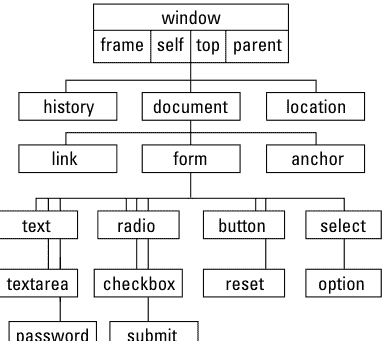 window
frame self top parent
history document location
link form anchor
text radio button select
textarea checkbox reset option
password submit